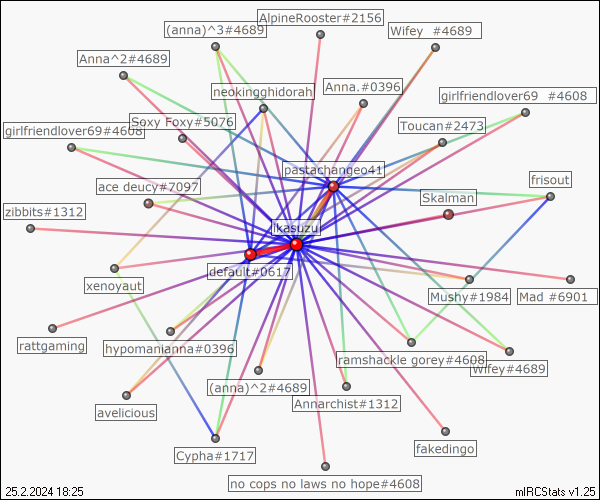 AlpineRooster#2156
(anna)^3#4689
Wifey #4689
Anna^2#4689
neokingghidorah
Anna.#0396
girlfriendlover69 #4608
girlfriendlover69#4608
Soxy Foxy#5076
Toucan#2473
pastachangeo41
frisout
ace deucy#7097
Skalman
zibbits#1312
ikasuzu
default#0617
xenoyaut
Mushy#1984
Mad #6901
rattgaming
hypomanianna#0396
ramshackle gorey#4608
Wifey#4689
(anna)^2#4689
Annarchist#1312
avelicious
Cypha#1717
fakedingo
no cops no laws no hope#4608
25.2.2024 18:25
mIRCStats v1.25